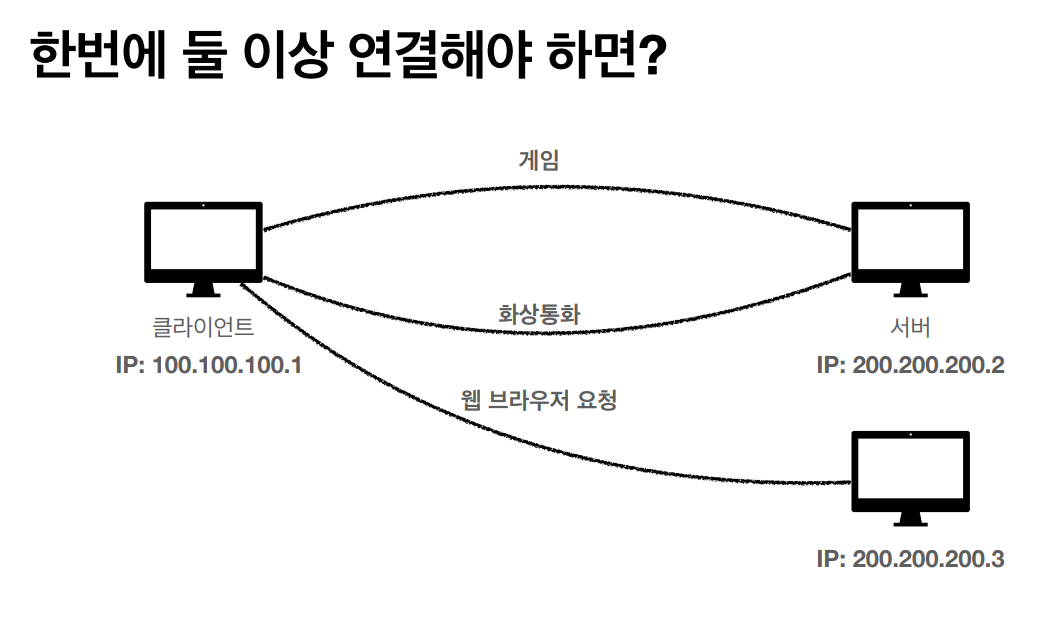 한번에 둘 이상 연결해야 하면?
게임
화상통화
클라이언트
IP: 100.100.100.1
서버
IP: 200.200.200.2
웹 브라우저 요청
IP: 200.200.200.3